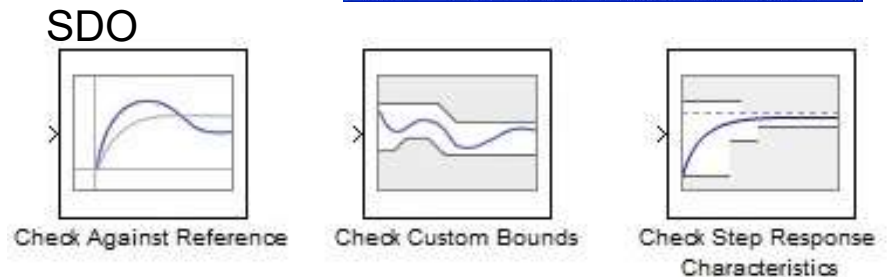 SDO
Check Against Reference
Check Custom Bounds
Check Step Response
Characteristics